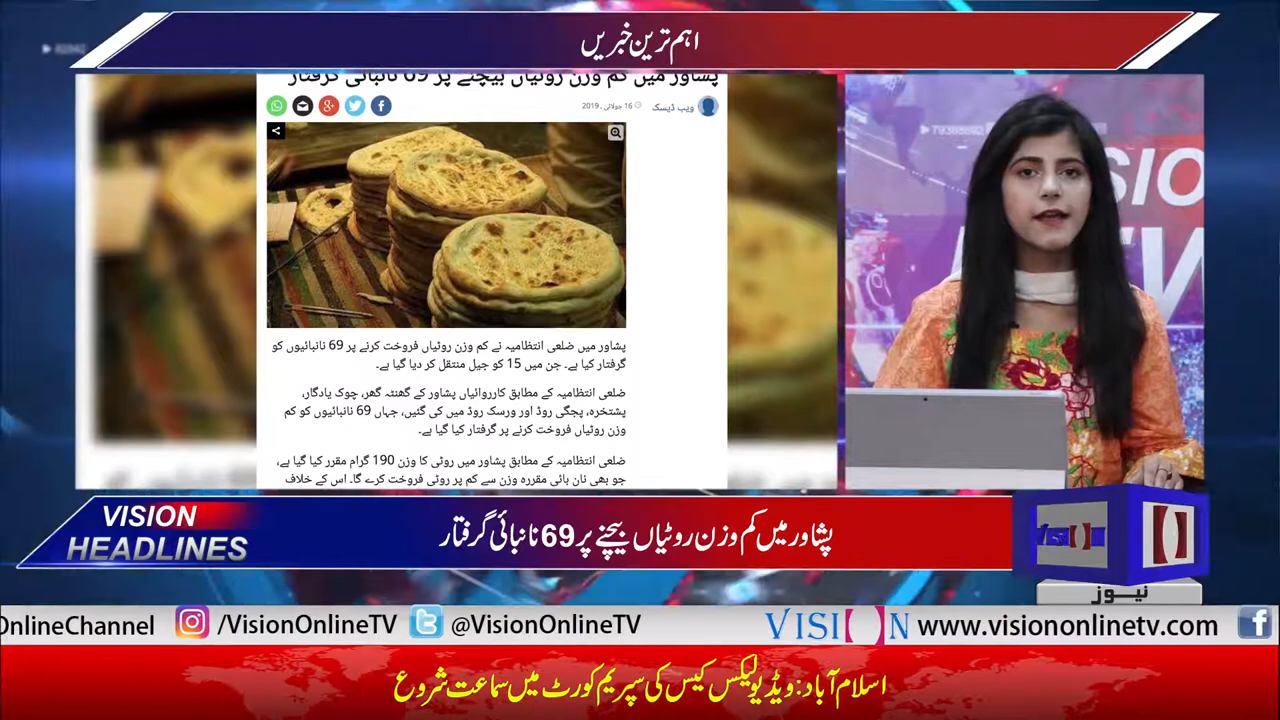 اہم ترین خبریں
پشاور میں کم وزن روٹیاں بیچنے پر 69 نانبائی گرفتار
ویب ڈیسک
16 جولائی ، 2019
پشاور میں ضلعی انتظامیہ نے کم وزن روٹیاں فروخت کرنے پر 69 نانبائیوں کو
گرفتار کیا ہے۔ جن میں 15 کو جیل منتقل کر دیا گیا ہے۔
ضلعی انتظامیہ کے مطابق کارروائیاں پشاور کے گھنٹہ گھر، چوک یادگار،
پشتخرہ، پجگی روڈ اور ورسک روڈ میں کی گئیں، جہاں 69 نانبائیوں کو کم
وزن روٹیاں فروخت کرنے پر گرفتار کیا گیا ہے۔
ضلعی انتظامیہ کے مطابق پشاور میں روٹی کا وزن 190 گرام مقرر کیا گیا ہے،
جو بھی نان بائی مقررہ وزن سے کم پر روٹی فروخت کرے گا۔ اس کے خلاف
SIO
EW
VISION
HEADLINES
پشاور میں کم وزن روٹیاں بیچنے پر 69 نانبائی گرفتار
VISI N
نیوز
OnlineChannel
/VisionOnlineTV
@VisionOnlineTV
VISI N
www.visiononlinetv.com
اسلام آباد: ویڈیو لیکس کیس کی سپریم کورٹ میں سماعت شروع